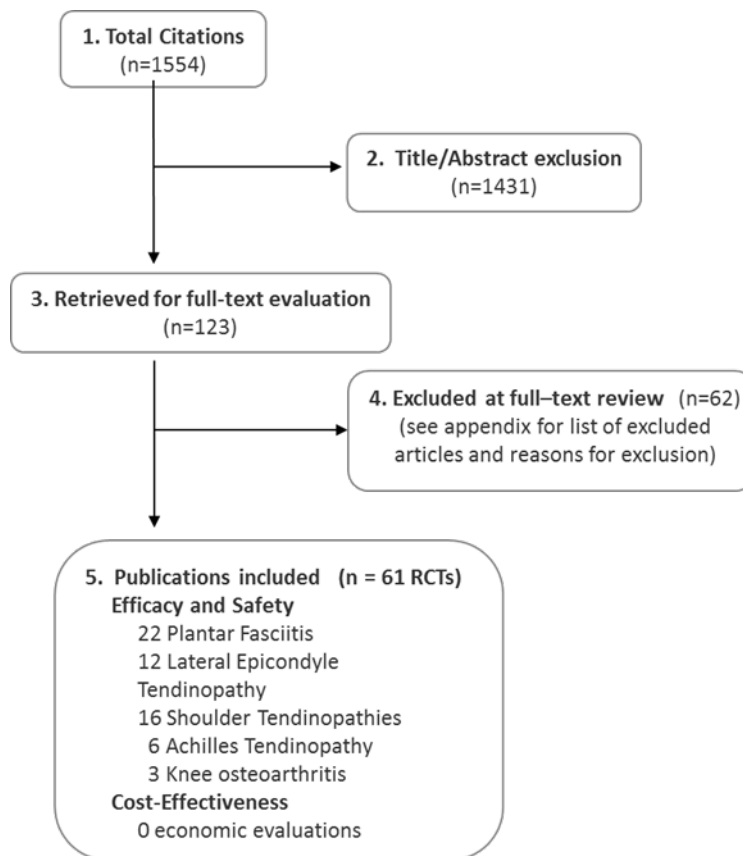 1. Total Citations
(n=1554)
2. Title/Abstract exclusion
(n=1431)
3. Retrieved for full-text evaluation
(n=123)
4. Excluded at full–text review (n=62)
(see appendix for list of excluded
articles and reasons for exclusion)
5. Publications included (n = 61 RCTs)
Efficacy and Safety
22 Plantar Fasciitis
12 Lateral Epicondyle
Tendinopathy
16 Shoulder Tendinopathies
6 Achilles Tendinopathy
3 Knee osteoarthritis
Cost-Effectiveness
0 economic evaluations